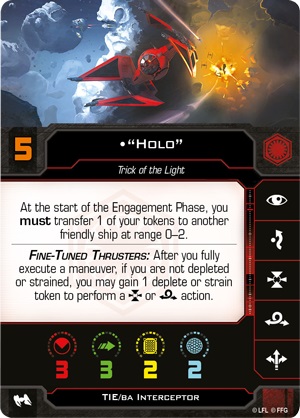 5
•“Holo”
Trick of the Light
At the start of the Engagement Phase, you
must transfer 1 of your tokens to another
friendly ship at range 0–2.
Fine-Tuned Thrusters: After you fully
execute a maneuver, if you are not depleted
or strained, you may gain 1 deplete or strain
token to perform a or action.
3 3 2 2
TIE/ba Interceptor
©LFL ©FFG